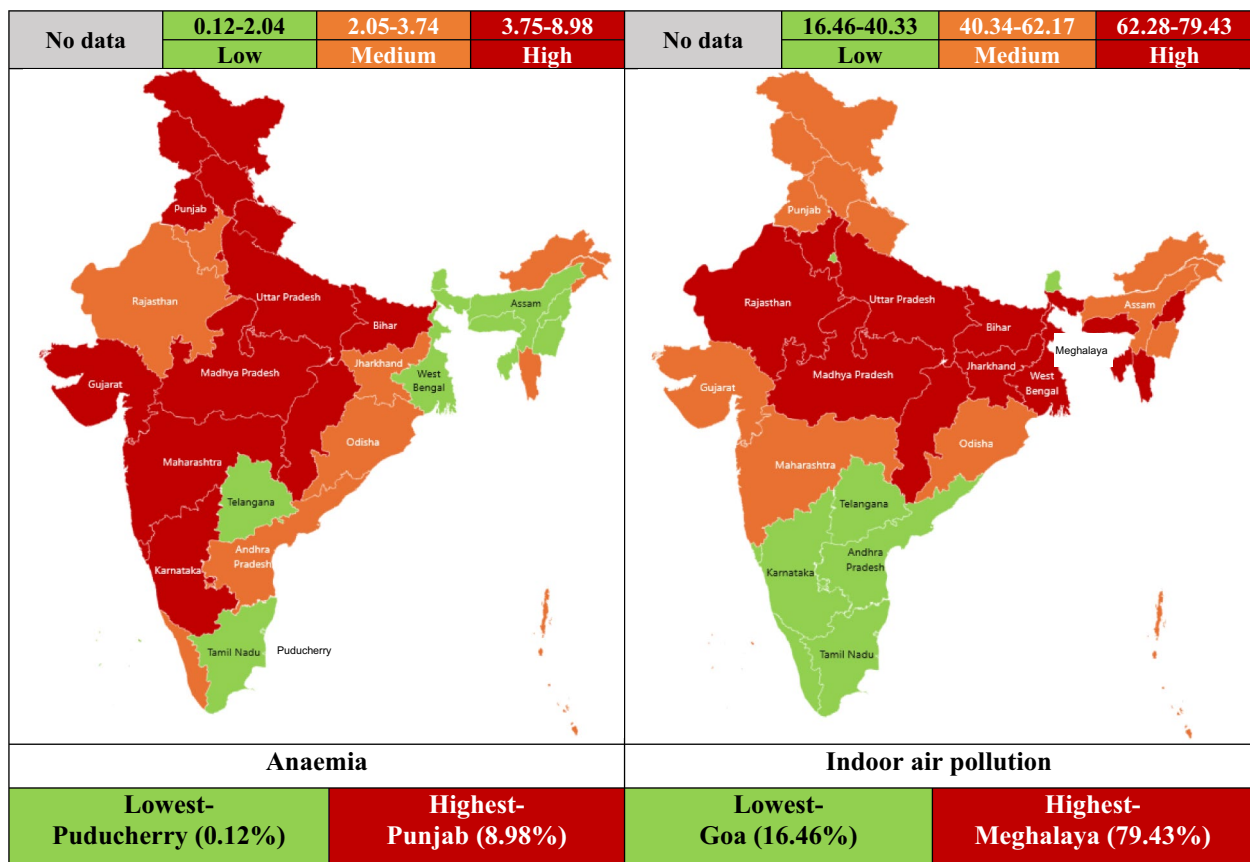 No data
0.12-2.04
2.05-3.74
3.75-8.98
Low
Medium
High
No data
16.46-40.33
40.34-62.17
62.28-79.43
Low
Medium
High
Punjab
Rajasthan
Uttar Pradesh
Bihar
Assam
Gujarat
Madhya Pradesh
Jharkhand
West
Bengal
Odisha
Maharashtra
Telangana
Andhra
Pradesh
Karnataka
Tamil Nadu
Puducherry
Punjab
Rajasthan
Uttar Pradesh
Bihar
Assam
Meghalaya
Gujarat
Madhya Pradesh
Jharkhand
West
Bengal
Odisha
Maharashtra
Telangana
Andhra
Pradesh
Karnataka
Tamil Nadu
Anaemia
Indoor air pollution
Lowest-
Puducherry (0.12%)
Highest-
Punjab (8.98%)
Lowest-
Goa (16.46%)
Highest-
Meghalaya (79.43%)